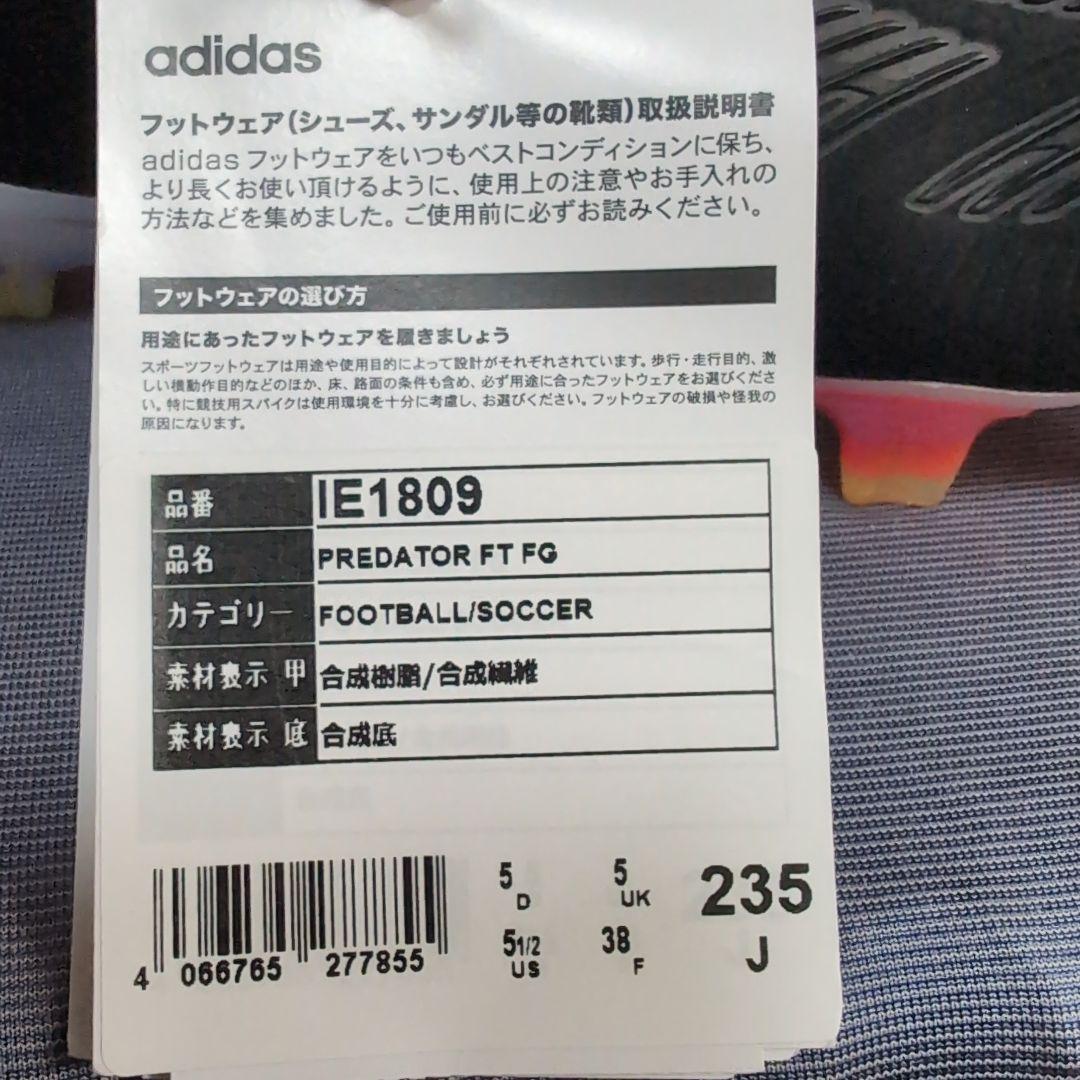 adidas
フットウェア(シューズ、サンダル等の靴類)取扱説明書
adidas フットウェアをいつもベストコンディションに保ち、
より長くお使い頂けるように、使用上の注意やお手入れの
方法などを集めました。ご使用前に必ずお読みください。
フットウェアの選び方
用途にあったフットウェアを履きましょう
スポーツフットウェアは用途や使用目的によって設計がそれぞれされています。歩行・走行目的、激
しい横動作目的などのほか、床、路面の条件も含め、必ず用途に合ったフットウェアをお選びくださ
い。特に競技用スパイクは使用環境を十分に考慮し、お選びください。フットウェアの破損や怪我の
原因になります。
品番 IE1809
品名 PREDATOR FT FG
カテゴリー FOOTBALL/SOCCER
素材表示 甲 合成樹脂/合成繊維
素材表示 底 合成底
5 D 5 UK 235
5 1/2 US 38 F J
4 066765 277855